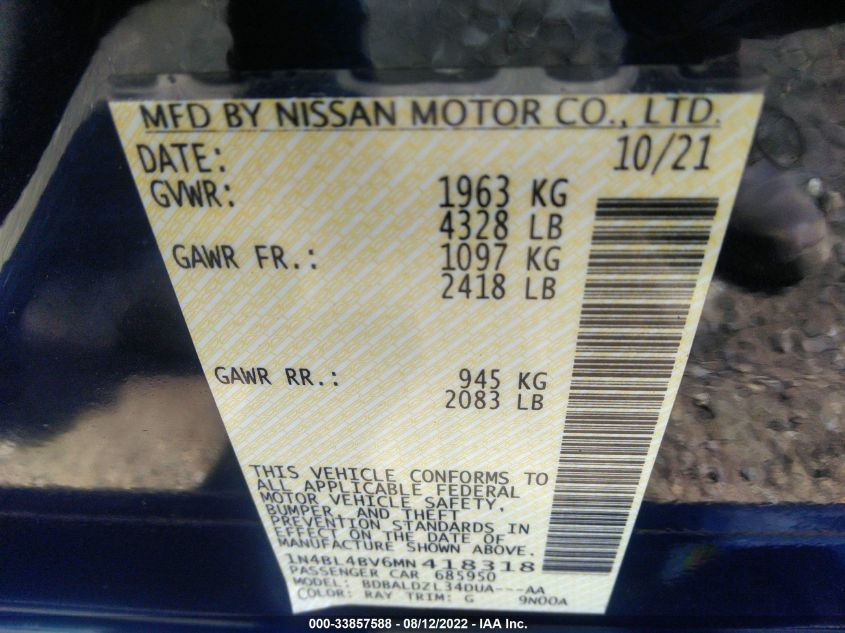 MFD BY NISSAN MOTOR CO., LTD.
DATE: 10/21
GVWR: 1963 KG
4328 LB
GAWR FR.: 1097 KG
2418 LB
GAWR RR.: 945 KG
2083 LB
THIS VEHICLE CONFORMS TO
ALL APPLICABLE FEDERAL
MOTOR VEHICLE SAFETY,
BUMPER, AND THEFT
PREVENTION STANDARDS IN
EFFECT ON THE DATE OF
MANUFACTURE SHOWN ABOVE.
1N4BL4BV6MN418318
PASSENGER CAR 685950
MODEL: BDBALDZL34DUA---AA
COLOR: RAY TRIM: G 9N00A
000-33857588 - 08/12/2022 - IAA Inc.